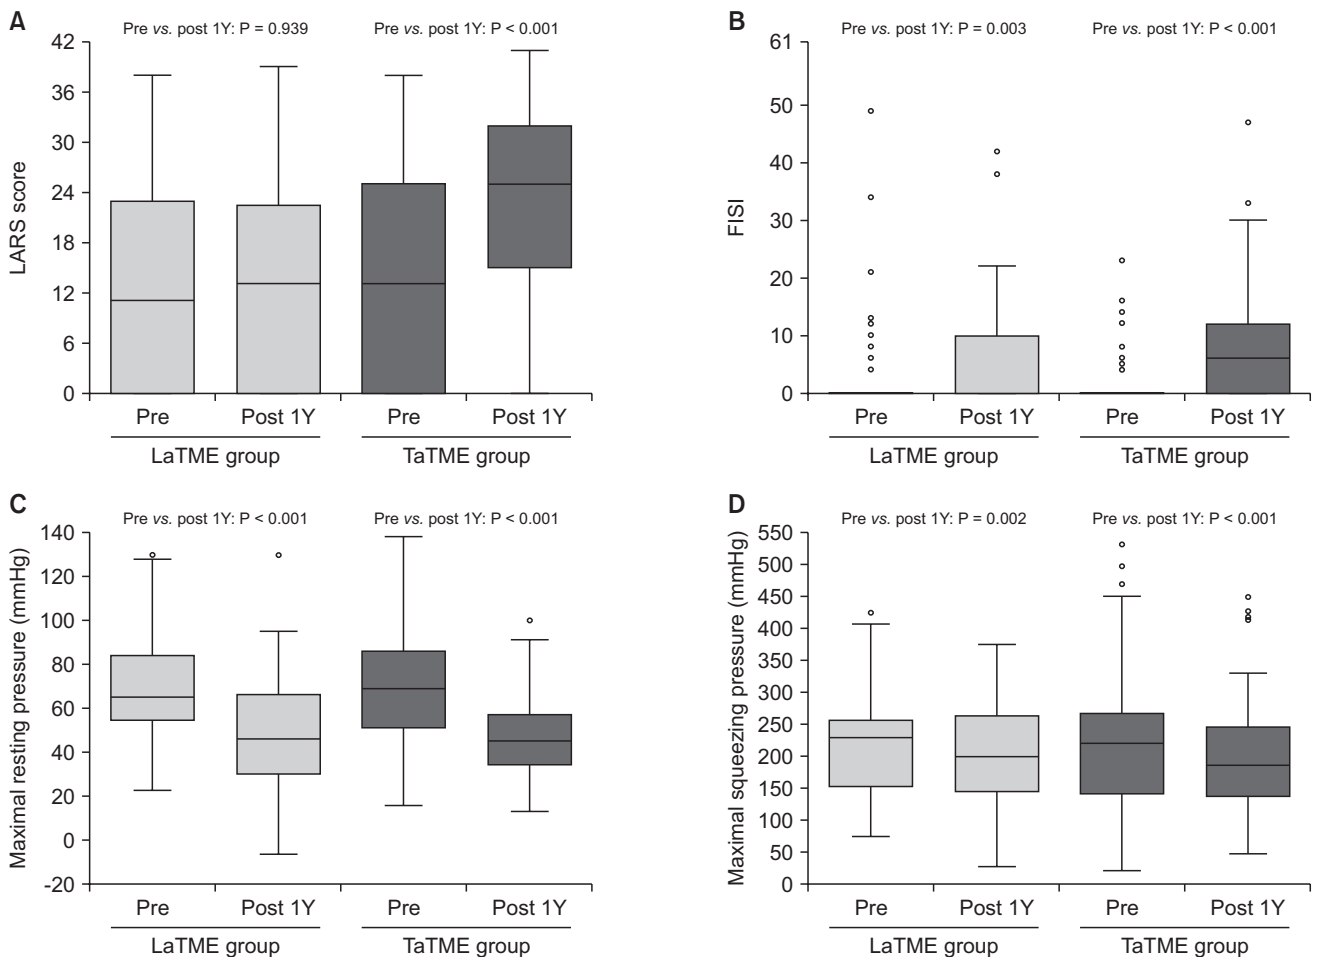 A
Pre vs. post 1Y: P = 0.939
Pre vs. post 1Y: P < 0.001
LARS score
42
36
30
24
18
12
6
0
Pre
Post 1Y
Pre
Post 1Y
LaTME group
TaTME group
B
Pre vs. post 1Y: P = 0.003
Pre vs. post 1Y: P < 0.001
FISI
61
50
40
30
20
10
0
Pre
Post 1Y
Pre
Post 1Y
LaTME group
TaTME group
C
Pre vs. post 1Y: P < 0.001
Pre vs. post 1Y: P < 0.001
Maximal resting pressure (mmHg)
140
120
100
80
60
40
20
0
-20
Pre
Post 1Y
Pre
Post 1Y
LaTME group
TaTME group
D
Pre vs. post 1Y: P = 0.002
Pre vs. post 1Y: P < 0.001
Maximal squeezing pressure (mmHg)
550
500
450
400
350
300
250
200
150
100
50
0
Pre
Post 1Y
Pre
Post 1Y
LaTME group
TaTME group